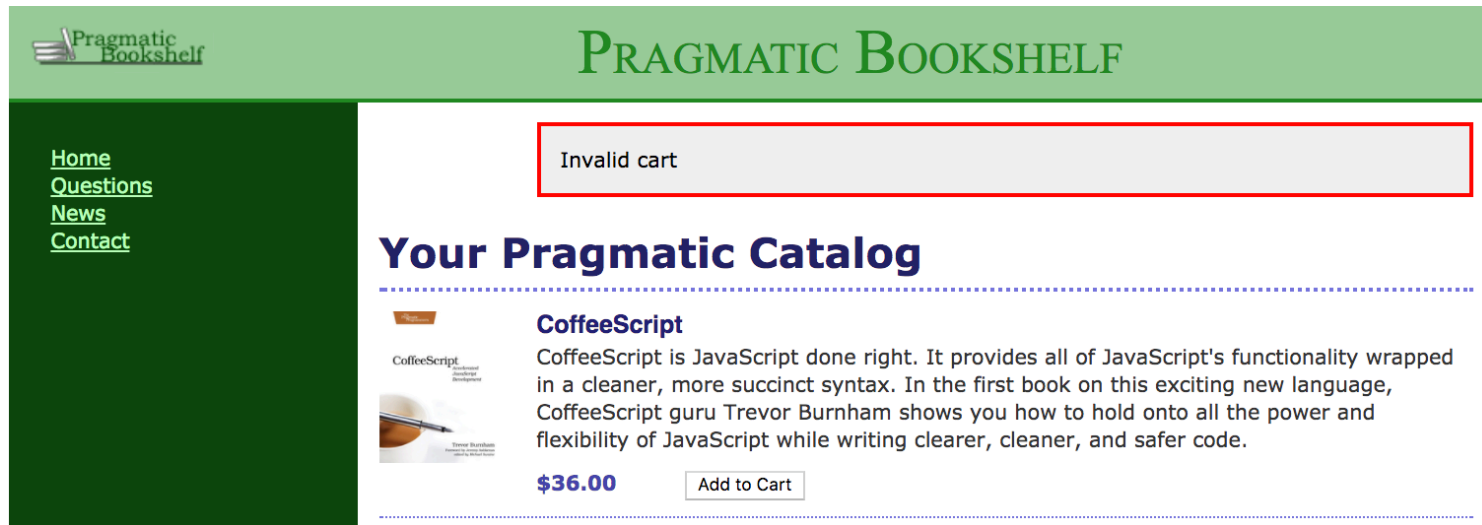 Pragmatic
Bookshelf
PRAGMATIC BOOKSHELF
Home
Questions
News
Contact
Invalid cart
Your Pragmatic Catalog
CoffeeScript
Accelerated
JavaScript
Development
Trevor Burnham
CoffeeScript
CoffeeScript is JavaScript done right. It provides all of JavaScript's functionality wrapped
in a cleaner, more succinct syntax. In the first book on this exciting new language,
CoffeeScript guru Trevor Burnham shows you how to hold onto all the power and
flexibility of JavaScript while writing clearer, cleaner, and safer code.
$36.00
Add to Cart